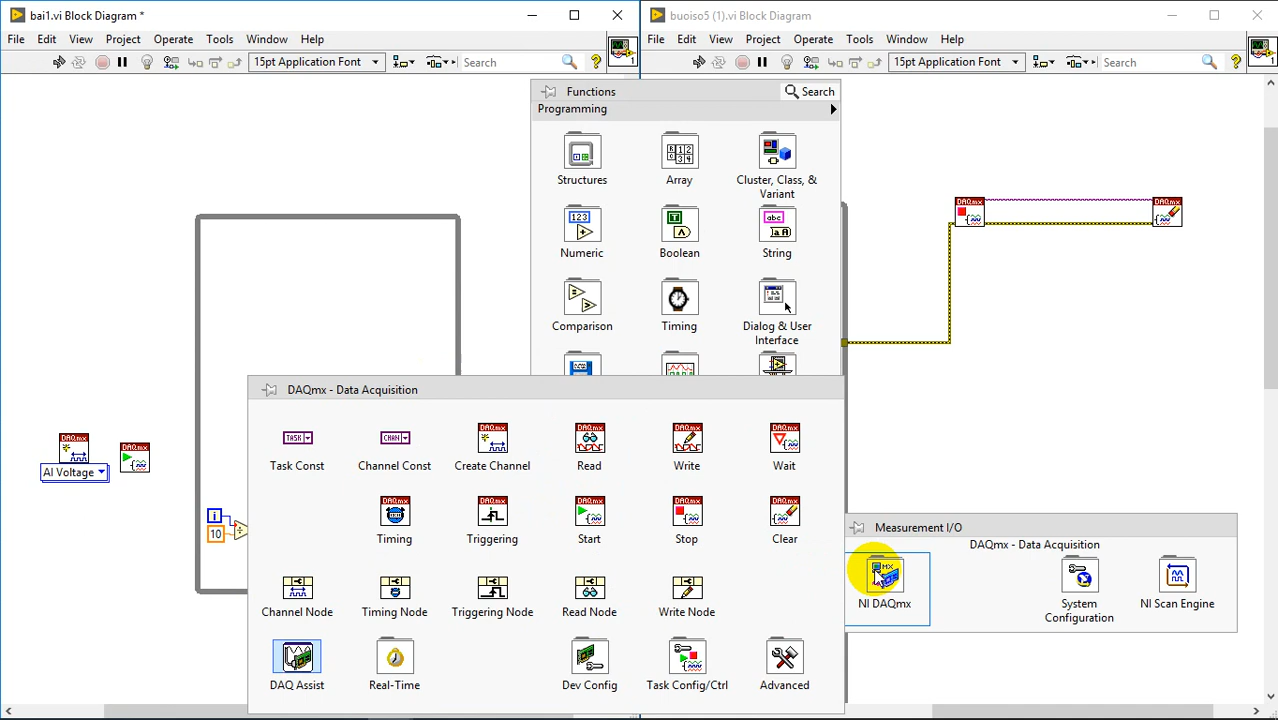 bai1.vi Block Diagram *
File Edit View Project Operate Tools Window Help
15pt Application Font
Search
buoiso5 (1).vi Block Diagram
File Edit View Project Operate Tools Window Help
15pt Application Font
Search
Functions
Search
Programming
Structures
Array
Cluster, Class, &
Variant
Numeric
Boolean
String
Comparison
Timing
Dialog & User
Interface
DAQmx
DAQmx
DAQmx
AI Voltage
DAQmx
i
10
DAQmx - Data Acquisition
Task Const
Channel Const
Create Channel
Read
Write
Wait
Timing
Triggering
Start
Stop
Clear
Channel Node
Timing Node
Triggering Node
Read Node
Write Node
DAQ Assist
Real-Time
Dev Config
Task Config/Ctrl
Advanced
Measurement I/O
DAQmx - Data Acquisition
NI DAQmx
System
Configuration
NI Scan Engine